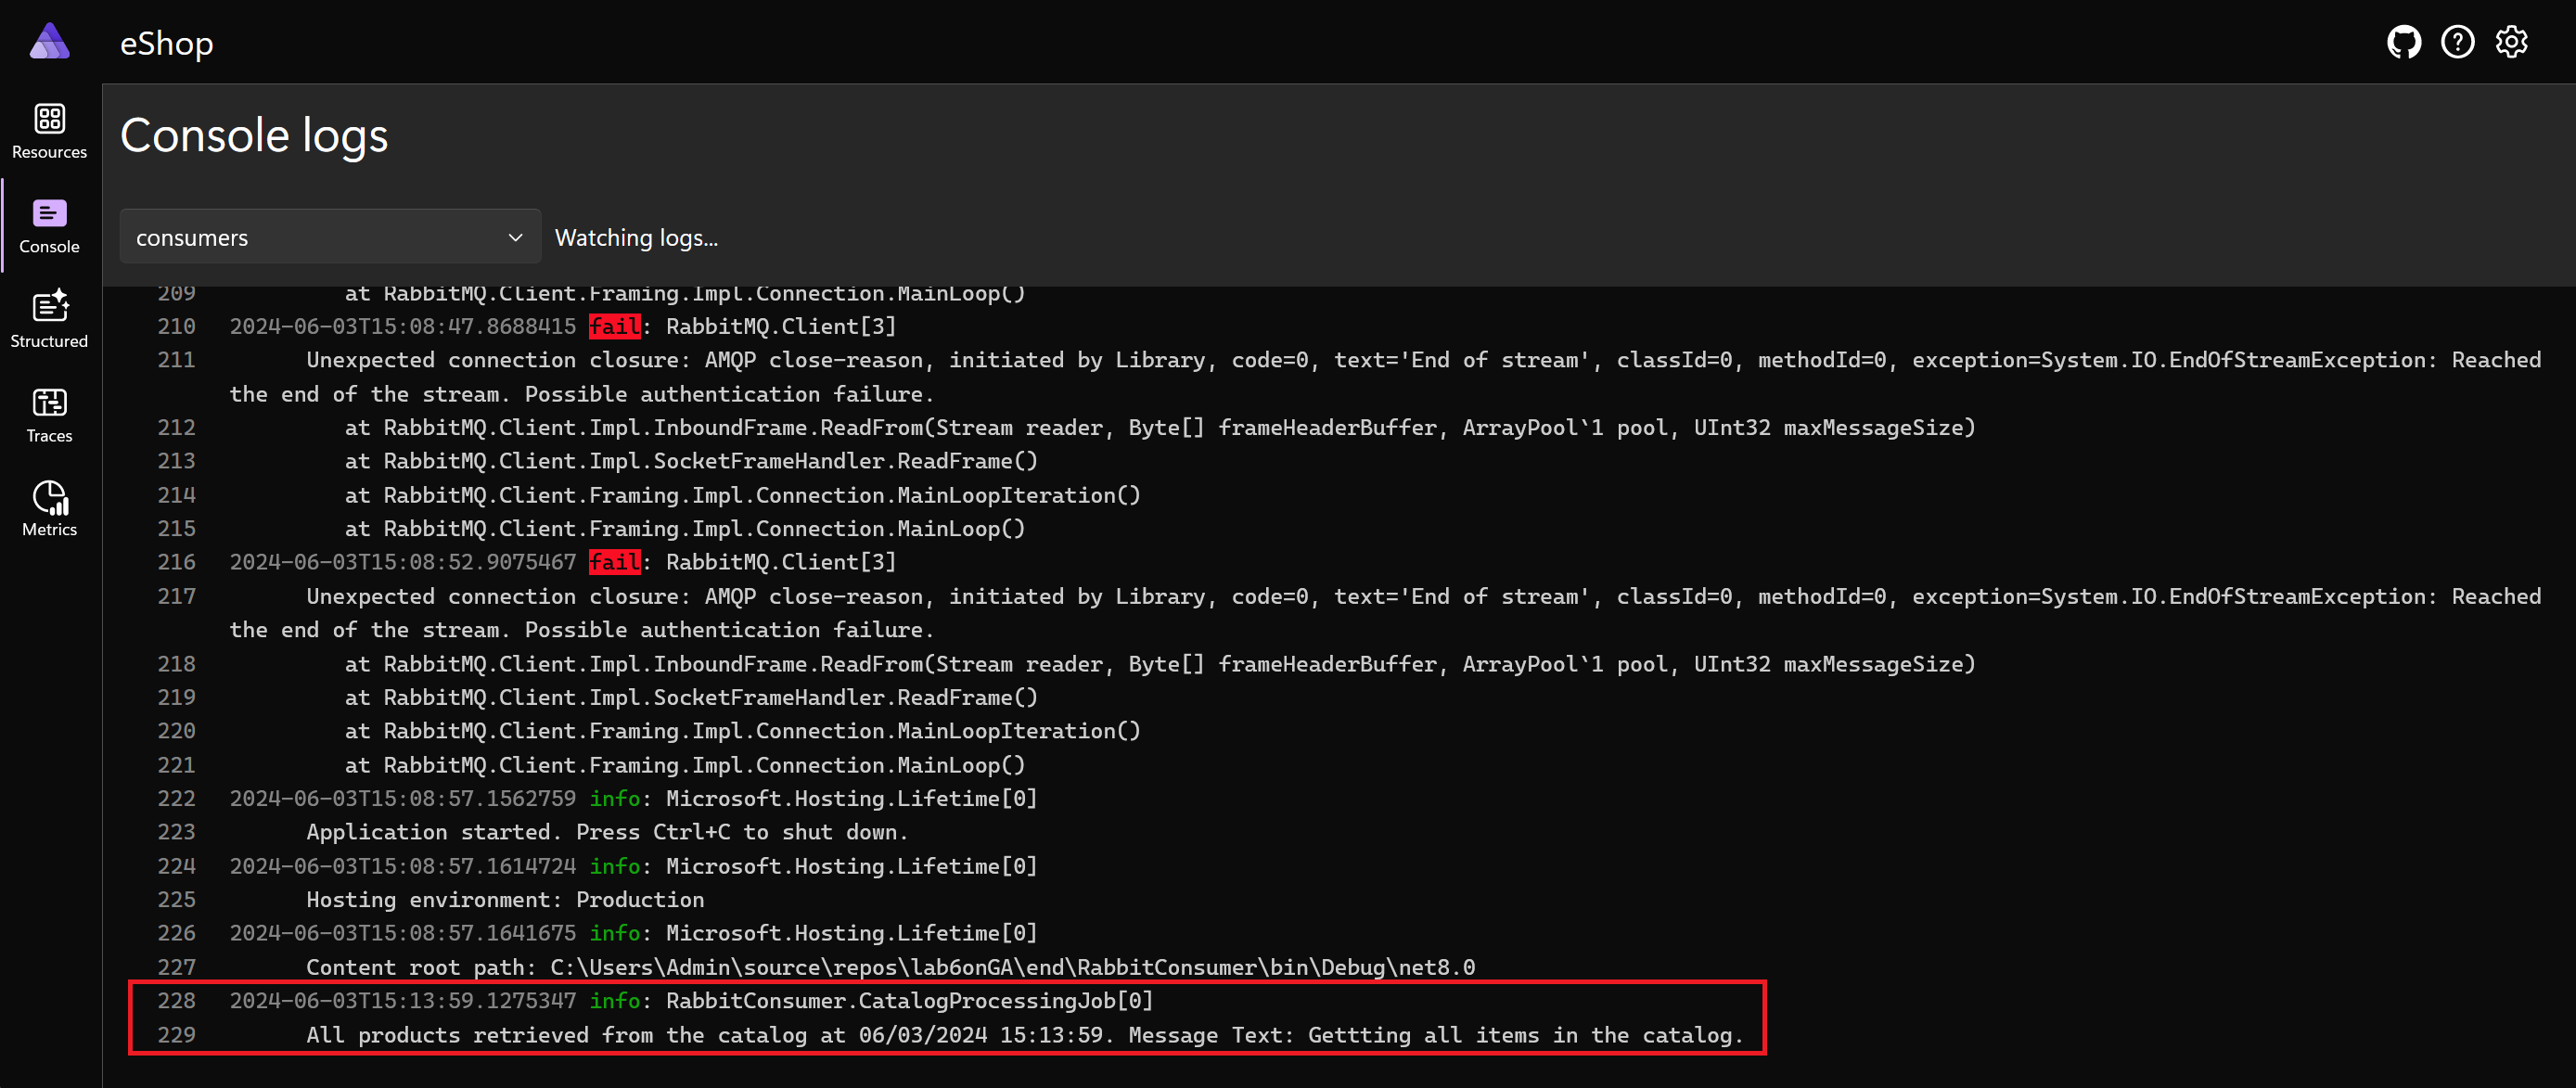 eShop
Resources
Console
Structured
Traces
Metrics
Console logs
consumers
Watching logs...
209 at RabbitMQ.Client.Framing.Impl.Connection.MainLoop()
210 2024-06-03T15:08:47.8688415 fail: RabbitMQ.Client[3]
211 Unexpected connection closure: AMQP close-reason, initiated by Library, code=0, text='End of stream', classId=0, methodId=0, exception=System.IO.EndOfStreamException: Reached
the end of the stream. Possible authentication failure.
212 at RabbitMQ.Client.Impl.InboundFrame.ReadFrom(Stream reader, Byte[] frameHeaderBuffer, ArrayPool`1 pool, UInt32 maxMessageSize)
213 at RabbitMQ.Client.Impl.SocketFrameHandler.ReadFrame()
214 at RabbitMQ.Client.Framing.Impl.Connection.MainLoopIteration()
215 at RabbitMQ.Client.Framing.Impl.Connection.MainLoop()
216 2024-06-03T15:08:52.9075467 fail: RabbitMQ.Client[3]
217 Unexpected connection closure: AMQP close-reason, initiated by Library, code=0, text='End of stream', classId=0, methodId=0, exception=System.IO.EndOfStreamException: Reached
the end of the stream. Possible authentication failure.
218 at RabbitMQ.Client.Impl.InboundFrame.ReadFrom(Stream reader, Byte[] frameHeaderBuffer, ArrayPool`1 pool, UInt32 maxMessageSize)
219 at RabbitMQ.Client.Impl.SocketFrameHandler.ReadFrame()
220 at RabbitMQ.Client.Framing.Impl.Connection.MainLoopIteration()
221 at RabbitMQ.Client.Framing.Impl.Connection.MainLoop()
222 2024-06-03T15:08:57.1562759 info: Microsoft.Hosting.Lifetime[0]
223 Application started. Press Ctrl+C to shut down.
224 2024-06-03T15:08:57.1614724 info: Microsoft.Hosting.Lifetime[0]
225 Hosting environment: Production
226 2024-06-03T15:08:57.1641675 info: Microsoft.Hosting.Lifetime[0]
227 Content root path: C:\Users\Admin\source\repos\lab6onGA\end\RabbitConsumer\bin\Debug\net8.0
228 2024-06-03T15:13:59.1275347 info: RabbitConsumer.CatalogProcessingJob[0]
229 All products retrieved from the catalog at 06/03/2024 15:13:59. Message Text: Gettting all items in the catalog.